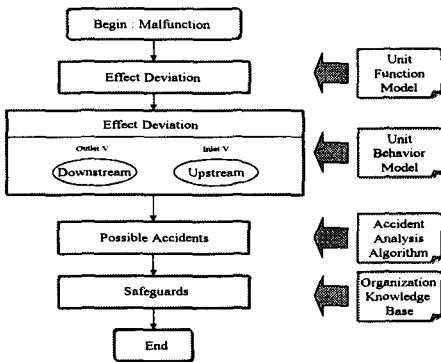 Begin : Malfunction
Effect Deviation
Unit
Function
Model
Effect Deviation
Outlet V
Inlet V
Downstream
Upstream
Unit
Behavior
Model
Possible Accidents
Accident
Analysis
Algorithm
Safeguards
Organization
Knowledge
Base
End